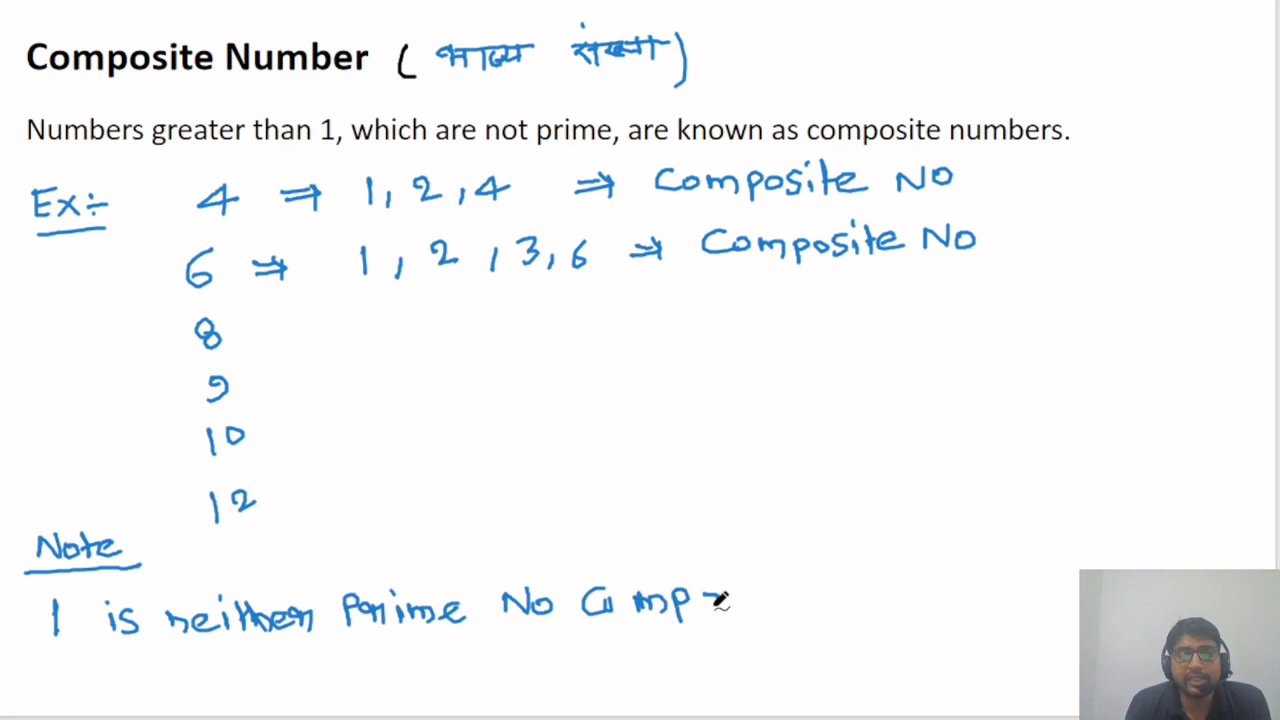 Composite Number ( भाज्य संख्या )
Numbers greater than 1, which are not prime, are known as composite numbers.
Ex:- 4 ⇒ 1, 2, 4 ⇒ Composite NO
6 ⇒ 1, 2, 3, 6 ⇒ Composite No
8
9
10
12
Note
1 is neither Prime No Comp